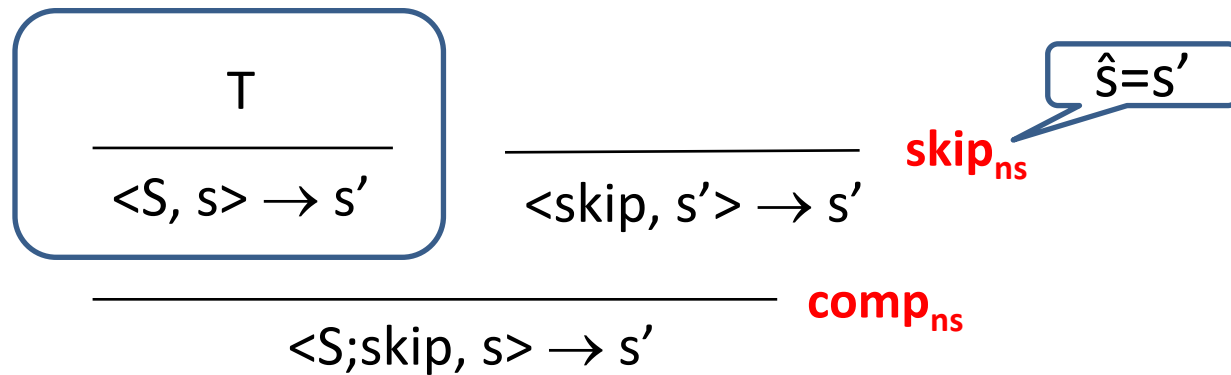 ŝ=s’
T
skipns
<S, s> → s’
<skip, s’> → s’
compns
<S;skip, s> → s’